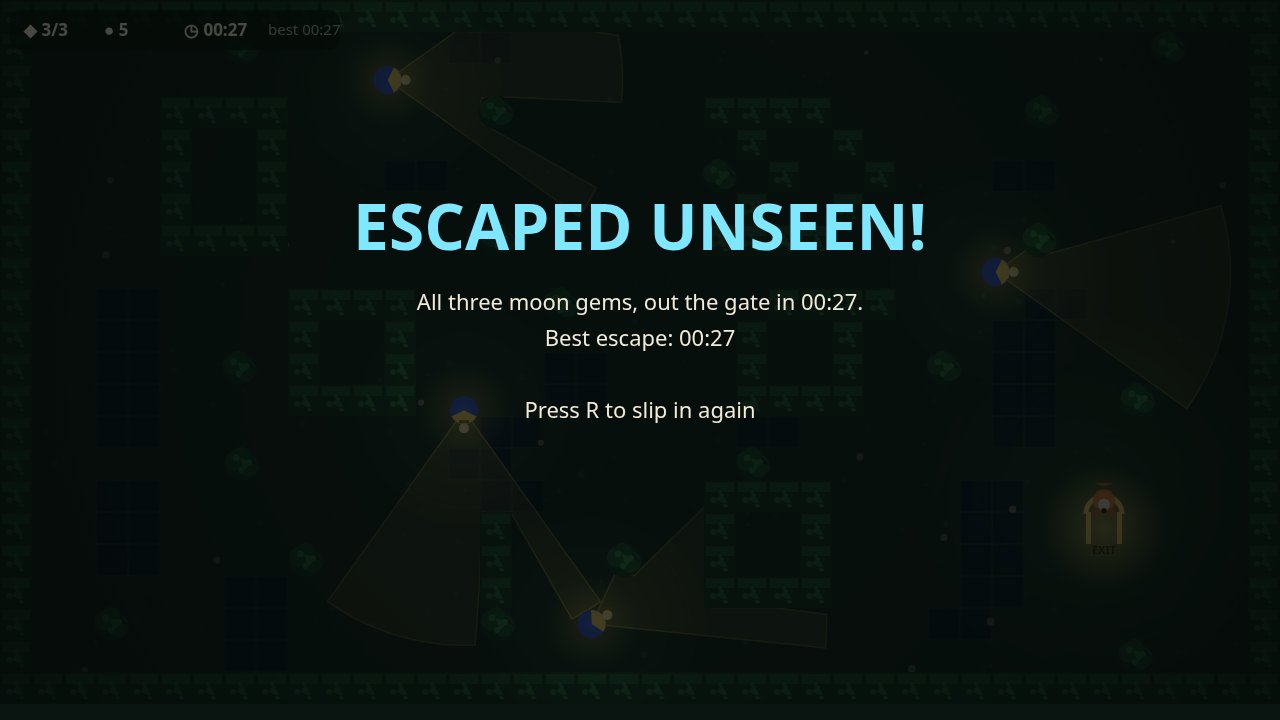 ◆ 3/3 ● 5 ◷ 00:27 best 00:27
ESCAPED UNSEEN!
All three moon gems, out the gate in 00:27.
Best escape: 00:27
Press R to slip in again
EXIT